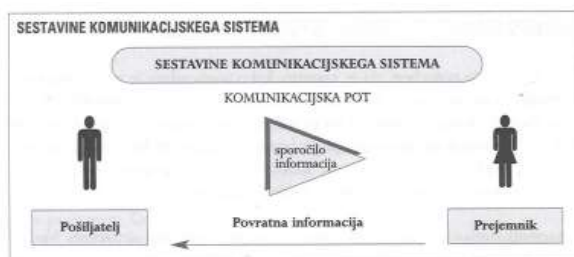 SESTAVINE KOMUNIKACIJSKEGA SISTEMA
SESTAVINE KOMUNIKACIJSKEGA SISTEMA
KOMUNIKACIJSKA POT
sporočilo
informacija
Pošiljatelj
Povratna informacija
Prejemnik